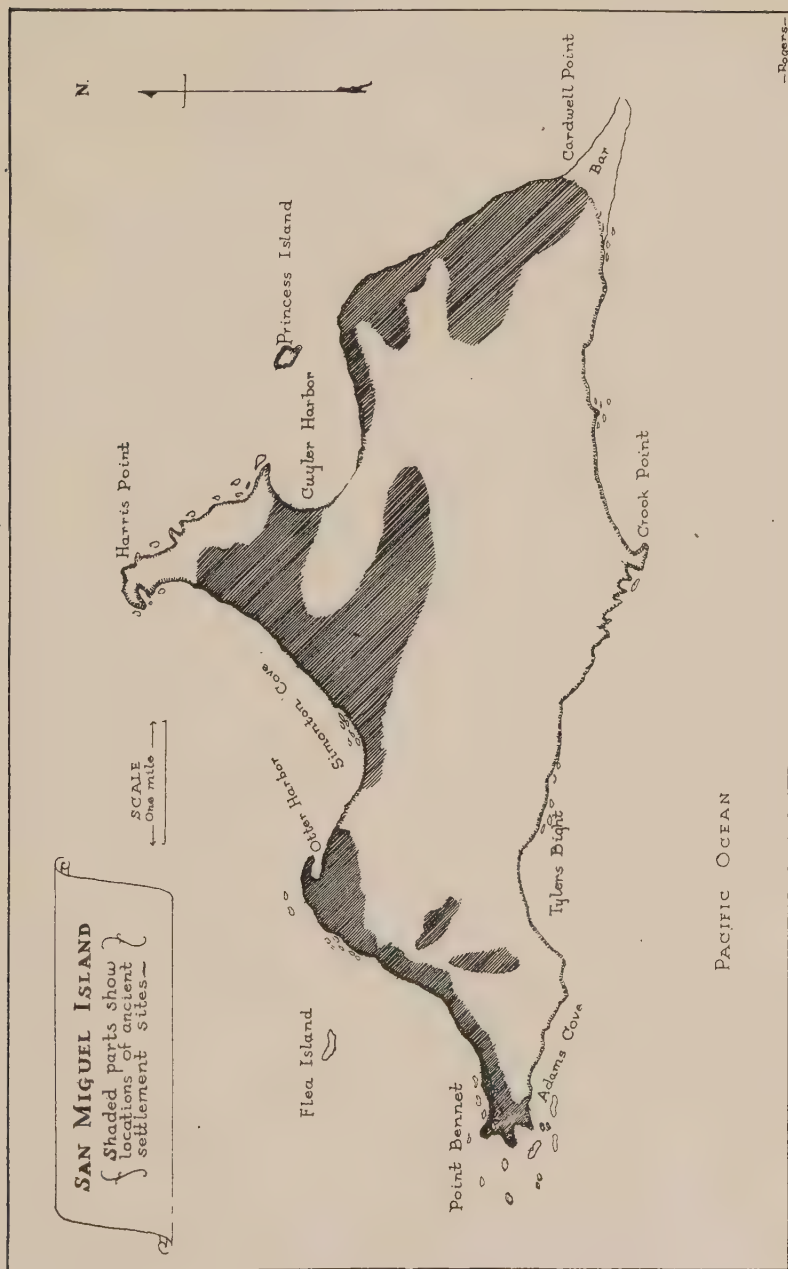 SAN MIGUEL ISLAND
Shaded parts show
locations of ancient
settlement sites~
SCALE
One mile
N.
Harris Point
Princess Island
Cuyler Harbor
Simonton Cove
Otter Harbor
Flea Island
Point Bennet
Adams Cove
Tylers Bight
Crook Point
Cardwell Point
Bar
PACIFIC OCEAN
-Rogers-